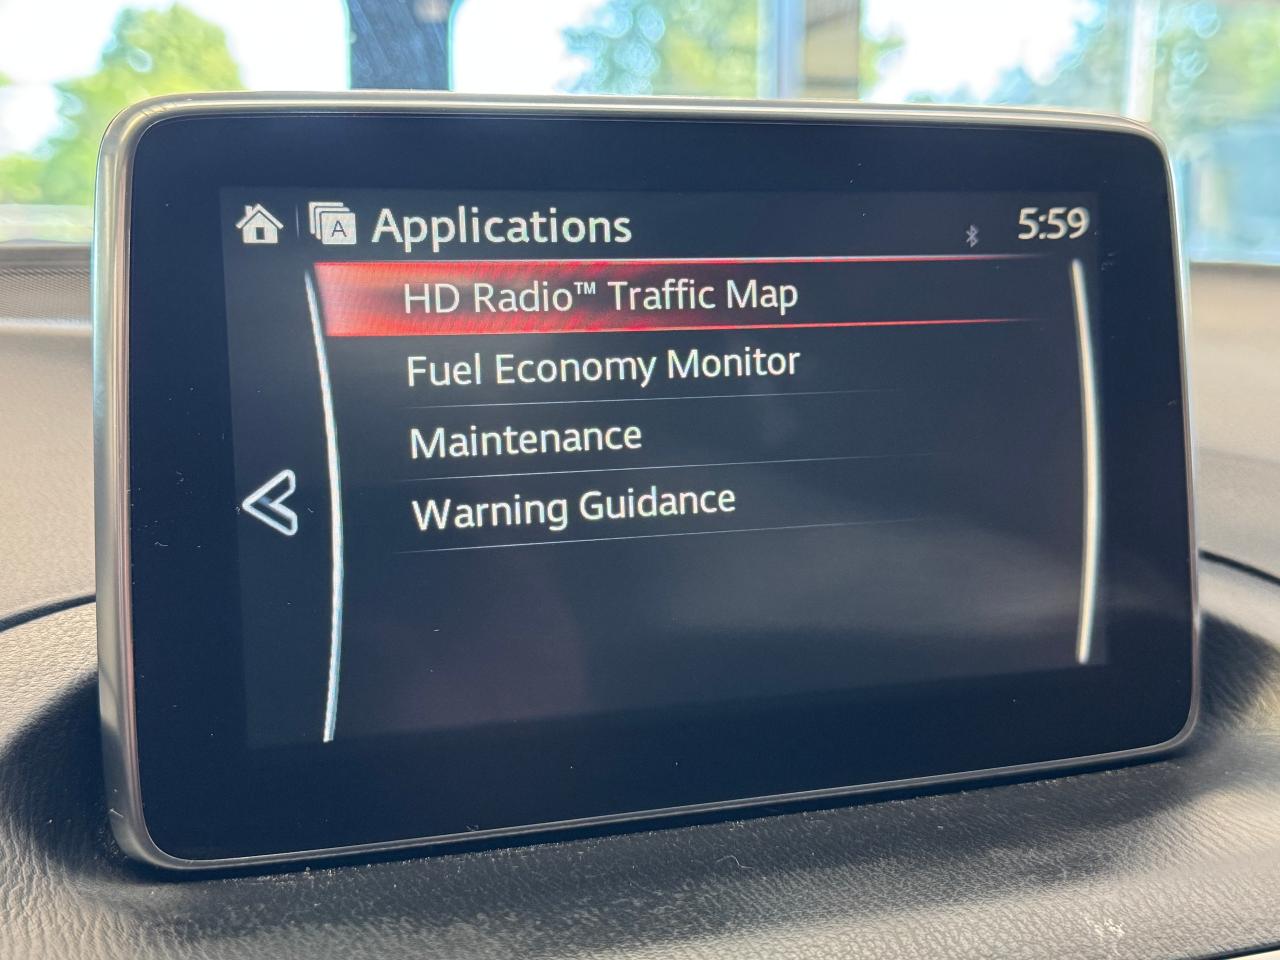 A Applications 5:59
HD Radio™ Traffic Map
Fuel Economy Monitor
Maintenance
Warning Guidance